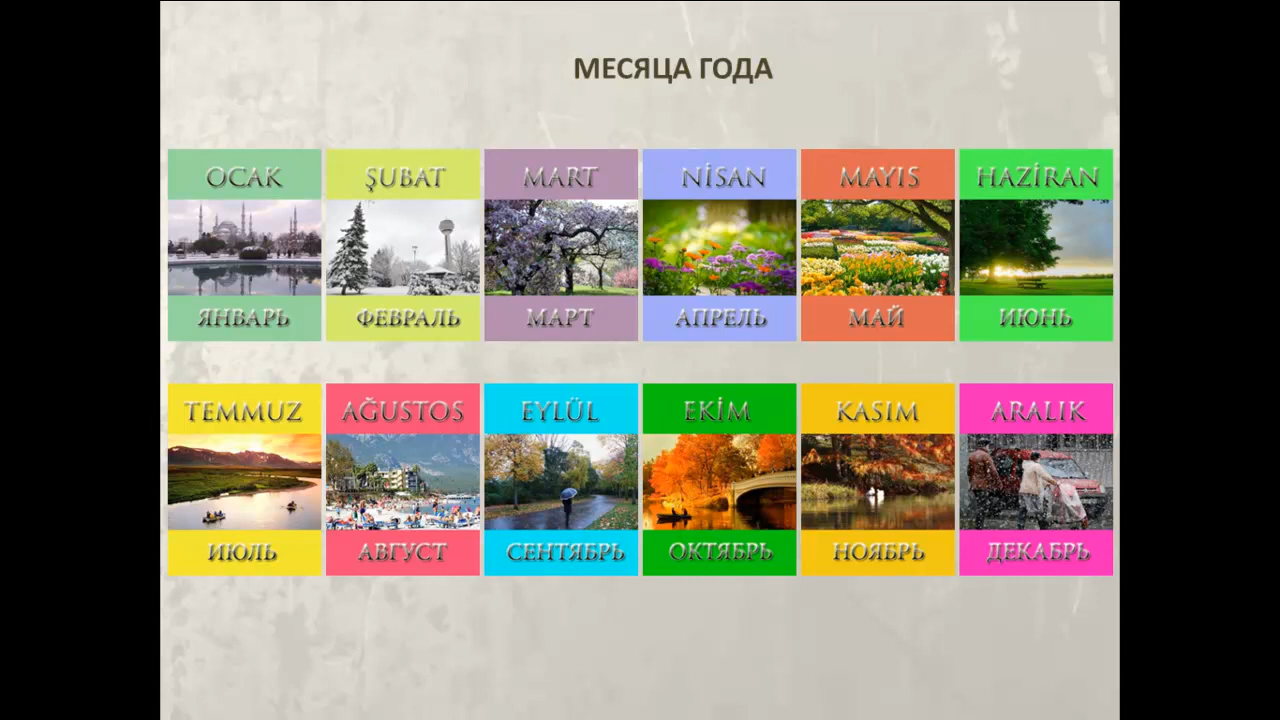 МЕСЯЦА ГОДА
OCAK
ŞUBAT
MART
NİSAN
MAYIS
HAZİRAN
ЯНВАРЬ
ФЕВРАЛЬ
МАРТ
АПРЕЛЬ
МАЙ
ИЮНЬ
TEMMUZ
AĞUSTOS
EYLÜL
EKİM
KASIM
ARALIK
ИЮЛЬ
АВГУСТ
СЕНТЯБРЬ
ОКТЯБРЬ
НОЯБРЬ
ДЕКАБРЬ